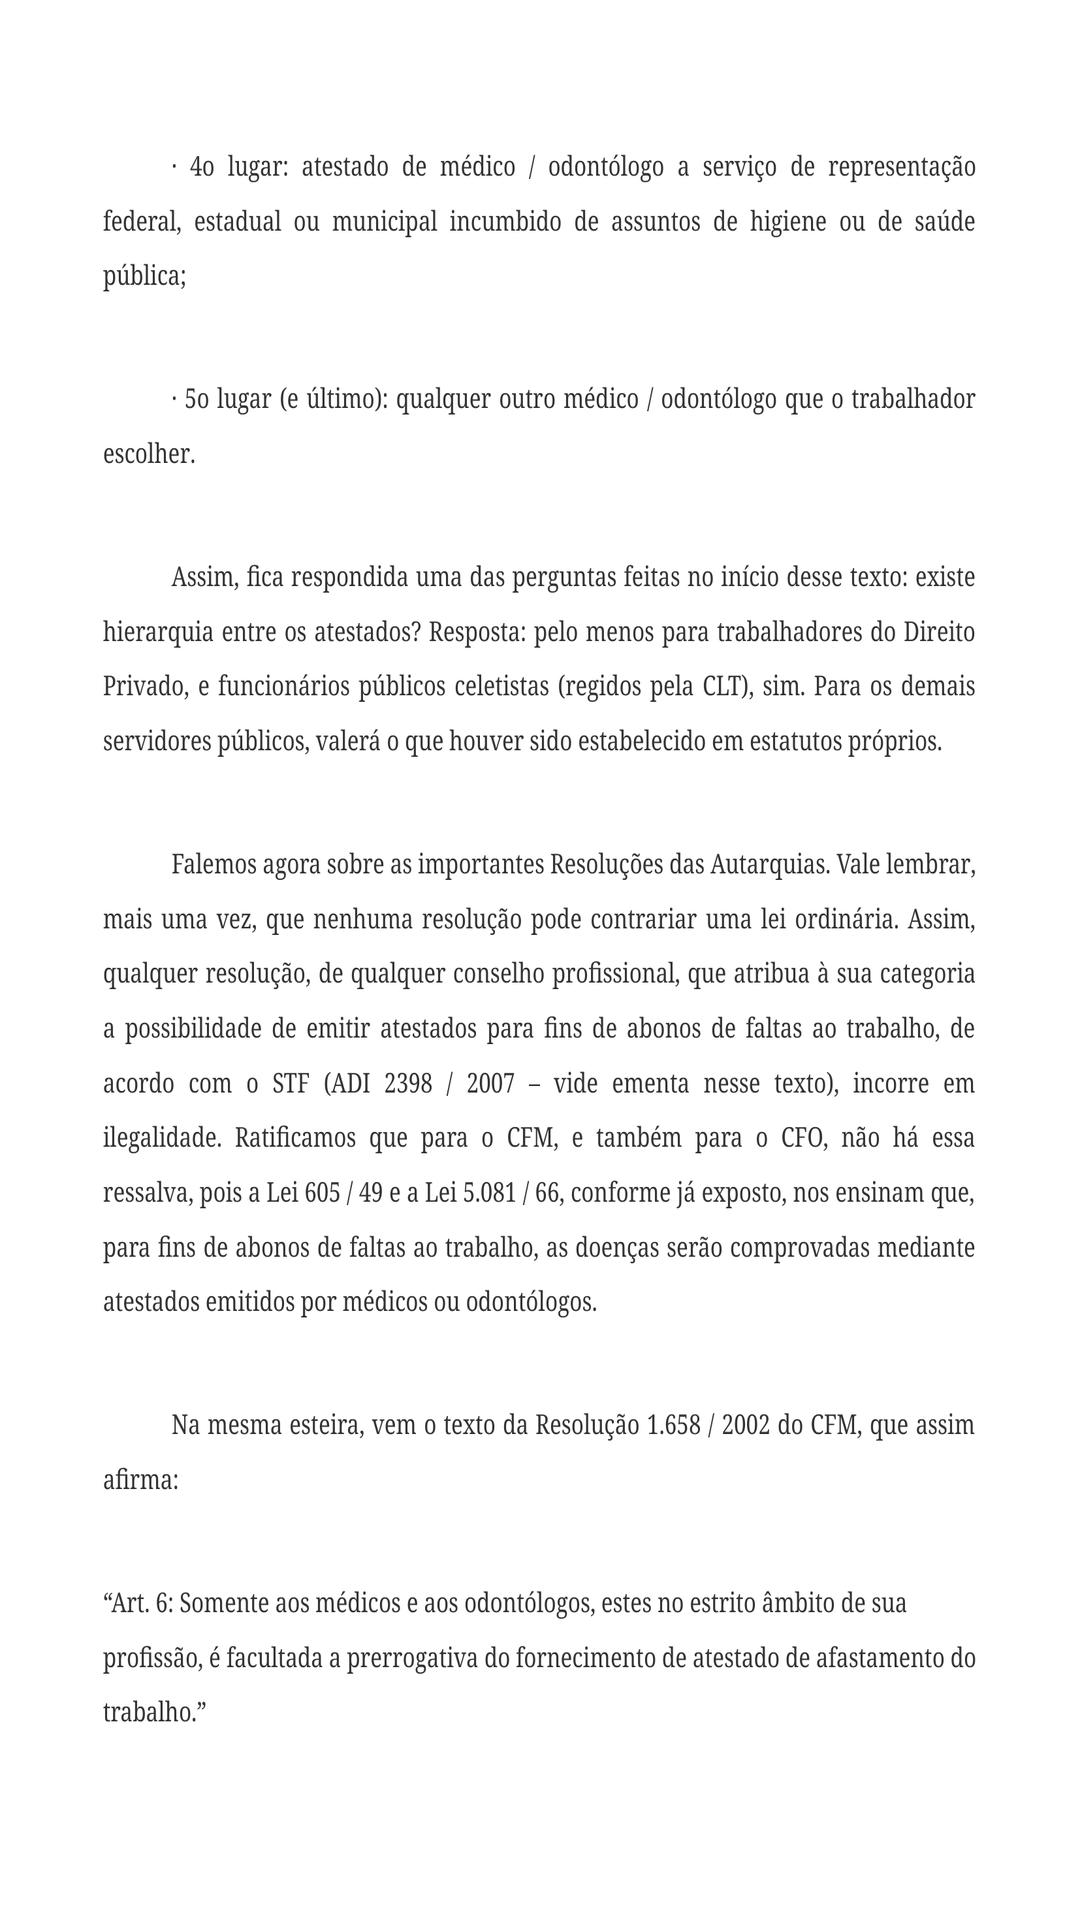 · 4o lugar: atestado de médico / odontólogo a serviço de representação
federal, estadual ou municipal incumbido de assuntos de higiene ou de saúde
pública;
· 5o lugar (e último): qualquer outro médico / odontólogo que o trabalhador
escolher.
Assim, fica respondida uma das perguntas feitas no início desse texto: existe
hierarquia entre os atestados? Resposta: pelo menos para trabalhadores do Direito
Privado, e funcionários públicos celetistas (regidos pela CLT), sim. Para os demais
servidores públicos, valerá o que houver sido estabelecido em estatutos próprios.
Falemos agora sobre as importantes Resoluções das Autarquias. Vale lembrar,
mais uma vez, que nenhuma resolução pode contrariar uma lei ordinária. Assim,
qualquer resolução, de qualquer conselho profissional, que atribua à sua categoria
a possibilidade de emitir atestados para fins de abonos de faltas ao trabalho, de
acordo com o STF (ADI 2398 / 2007 – vide ementa nesse texto), incorre em
ilegalidade. Ratificamos que para o CFM, e também para o CFO, não há essa
ressalva, pois a Lei 605 / 49 e a Lei 5.081 / 66, conforme já exposto, nos ensinam que,
para fins de abonos de faltas ao trabalho, as doenças serão comprovadas mediante
atestados emitidos por médicos ou odontólogos.
Na mesma esteira, vem o texto da Resolução 1.658 / 2002 do CFM, que assim
afirma:
“Art. 6: Somente aos médicos e aos odontólogos, estes no estrito âmbito de sua
profissão, é facultada a prerrogativa do fornecimento de atestado de afastamento do
trabalho.”